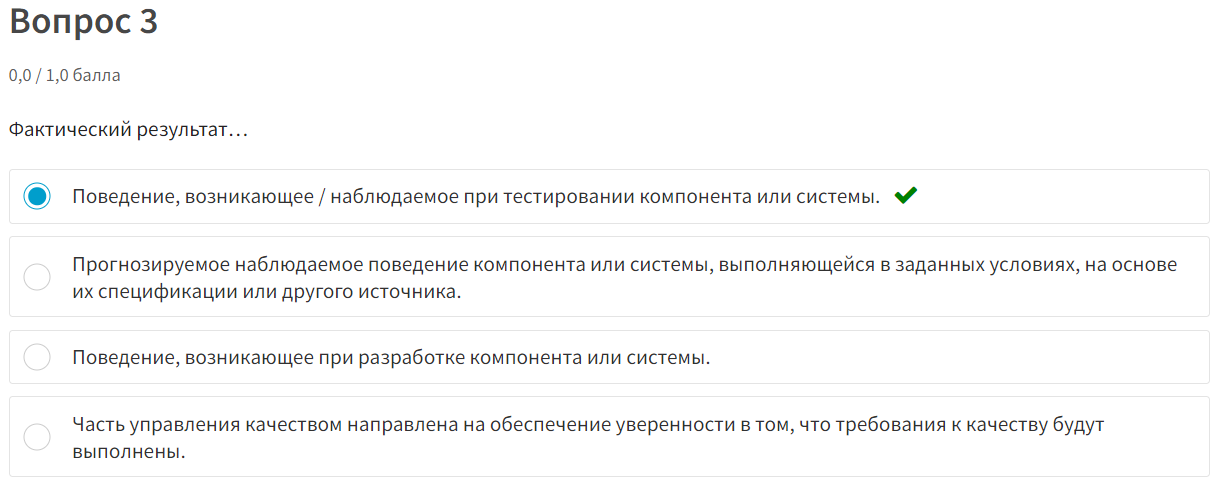 Вопрос 3
0,0 / 1,0 балла
Фактический результат…
Поведение, возникающее / наблюдаемое при тестировании компонента или системы.
Прогнозируемое наблюдаемое поведение компонента или системы, выполняющейся в заданных условиях, на основе
их спецификации или другого источника.
Поведение, возникающее при разработке компонента или системы.
Часть управления качеством направлена на обеспечение уверенности в том, что требования к качеству будут
выполнены.